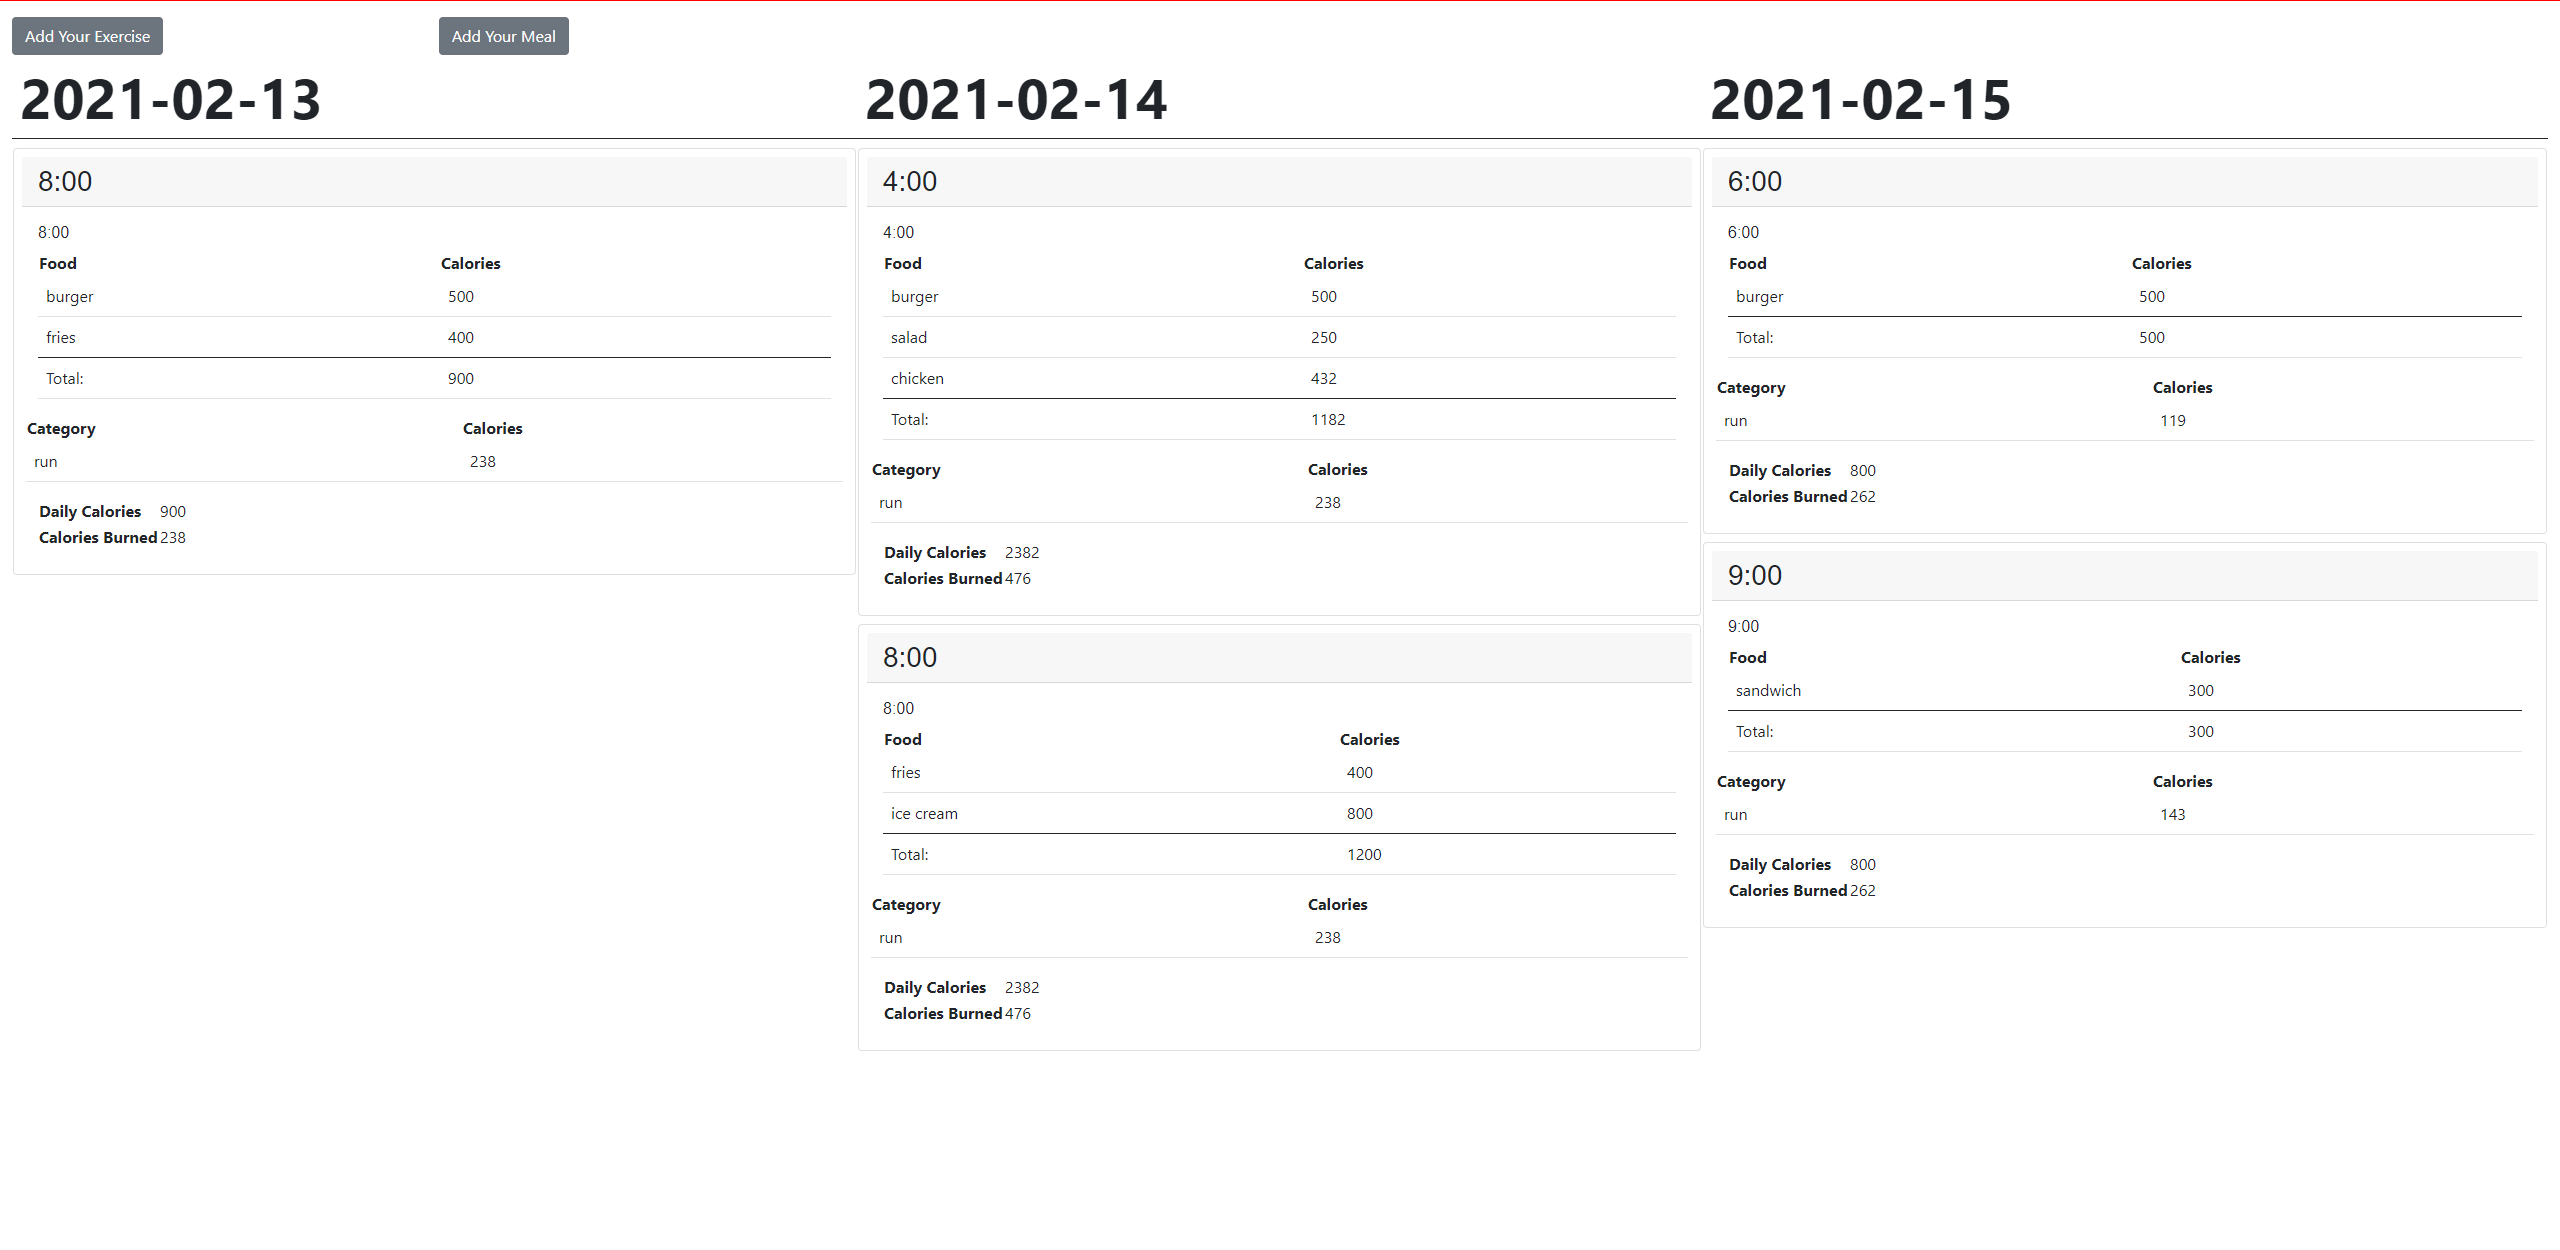 Add Your Exercise Add Your Meal
2021-02-13 2021-02-14 2021-02-15
8:00
8:00
Food Calories
burger 500
fries 400
Total: 900
Category Calories
run 238
Daily Calories 900
Calories Burned 238
4:00
4:00
Food Calories
burger 500
salad 250
chicken 432
Total: 1182
Category Calories
run 238
Daily Calories 2382
Calories Burned 476
8:00
8:00
Food Calories
fries 400
ice cream 800
Total: 1200
Category Calories
run 238
Daily Calories 2382
Calories Burned 476
6:00
6:00
Food Calories
burger 500
Total: 500
Category Calories
run 119
Daily Calories 800
Calories Burned 262
9:00
9:00
Food Calories
sandwich 300
Total: 300
Category Calories
run 143
Daily Calories 800
Calories Burned 262